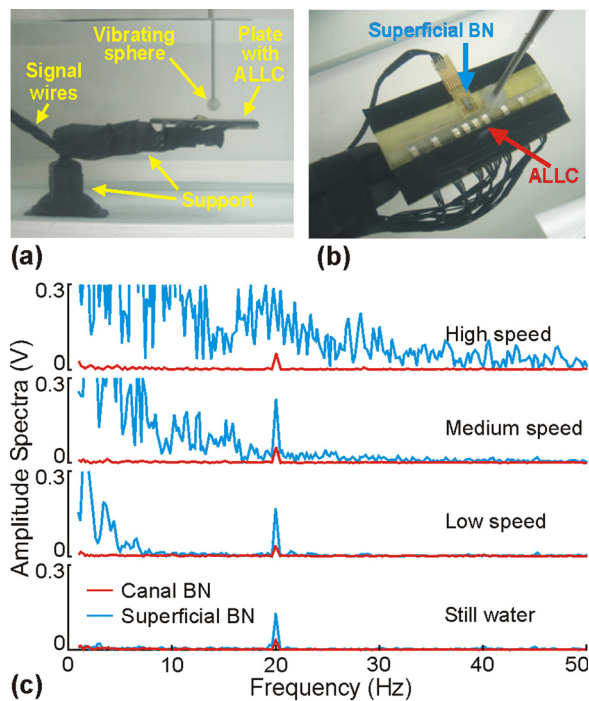 Vibrating
sphere
Plate
with
ALLC
Signal
wires
Support
(a)
Superficial BN
ALLC
(b)
Amplitude Spectra (V)
0.3
High speed
0
0.3
Medium speed
0
0.3
Low speed
0
0.3
Canal BN
Superficial BN
Still water
0
0 10 20 30 40 50
Frequency (Hz)
(c)